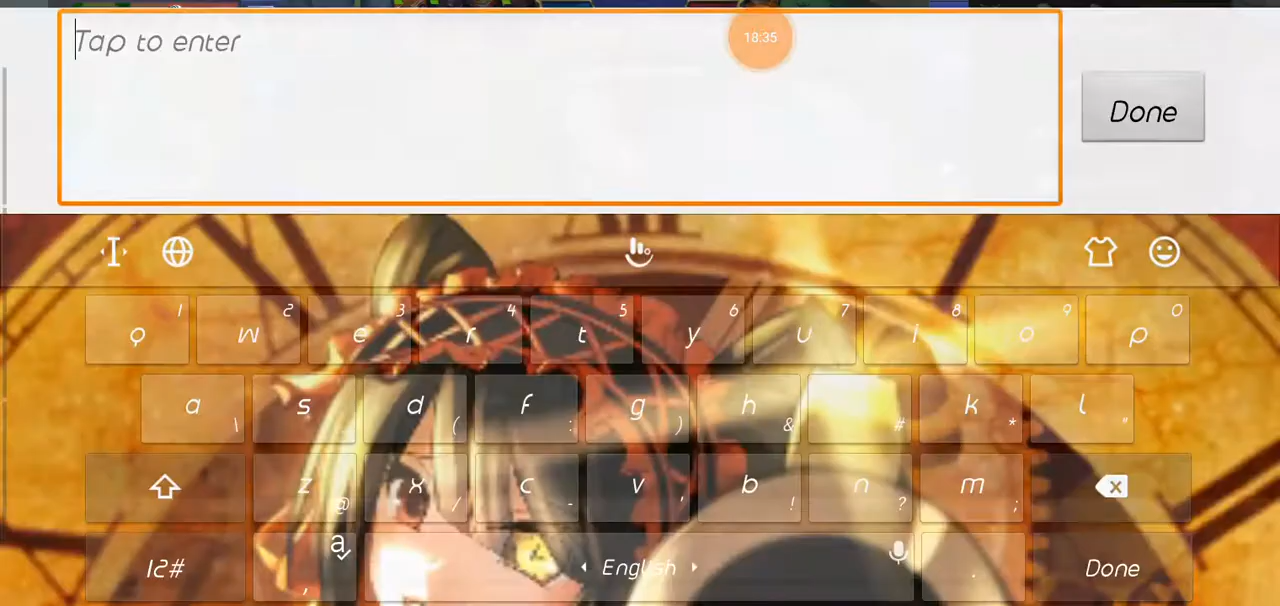 Tap to enter
18:35
Done
1 2 3 4 5 6 7 8 9 0
q w e r t y u i o p
a s d f g h k l
\ ( : ) & # * "
z x c v b n m
@ / - ' ! ? ;
12# , a English . Done